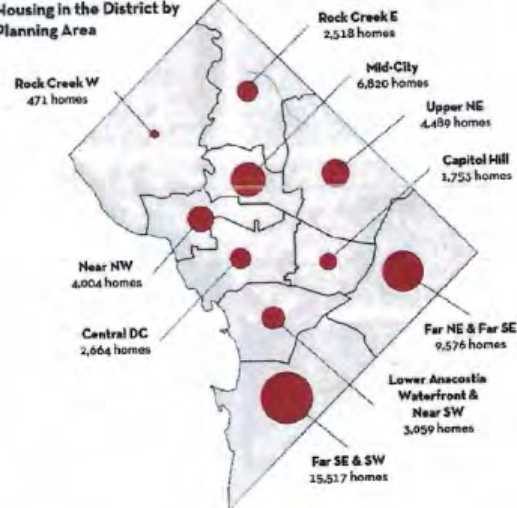 Housing in the District by
Planning Area
Rock Creek E
2,518 homes
Mid-City
6,820 homes
Rock Creek W
471 homes
Upper NE
4,489 homes
Capitol Hill
1,753 homes
Near NW
4,004 homes
Far NE & Far SE
9,576 homes
Central DC
2,664 homes
Lower Anacostia
Waterfront &
Near SW
3,059 homes
Far SE & SW
15,517 homes